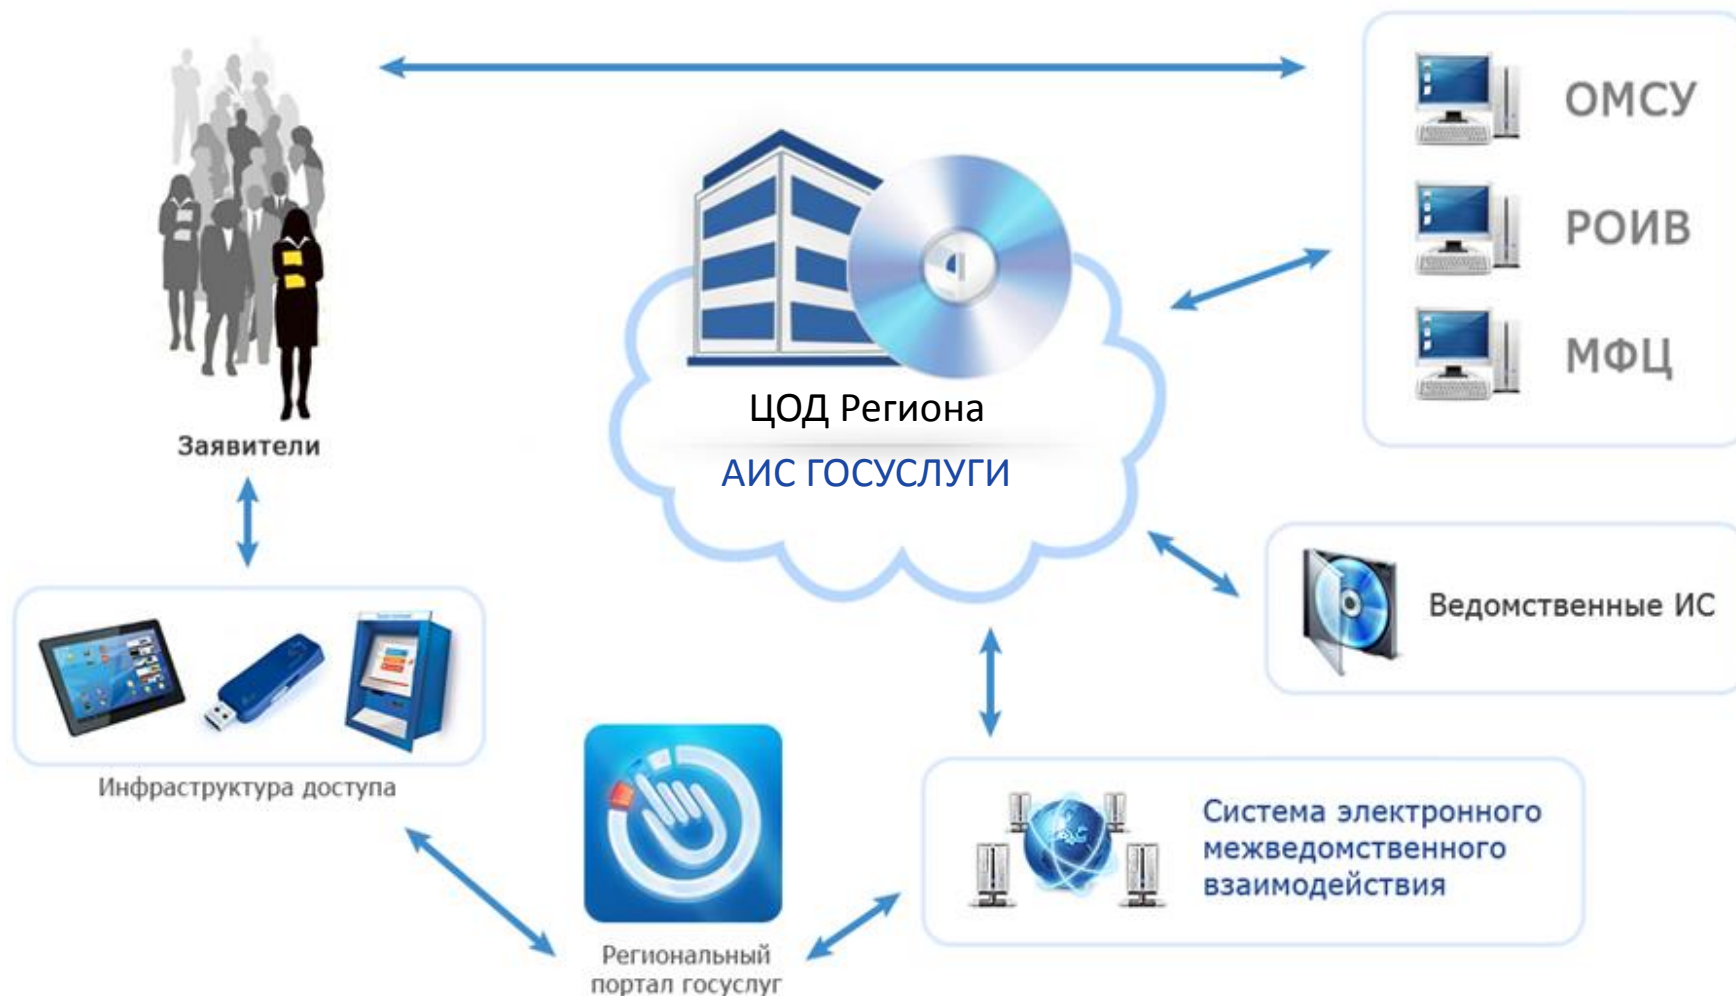 ОМСУ
РОИВ
МФЦ
ЦОД Региона
АИС ГОСУСЛУГИ
Заявители
Ведомственные ИС
Инфраструктура доступа
Система электронного
межведомственного
взаимодействия
Региональный
портал госуслуг